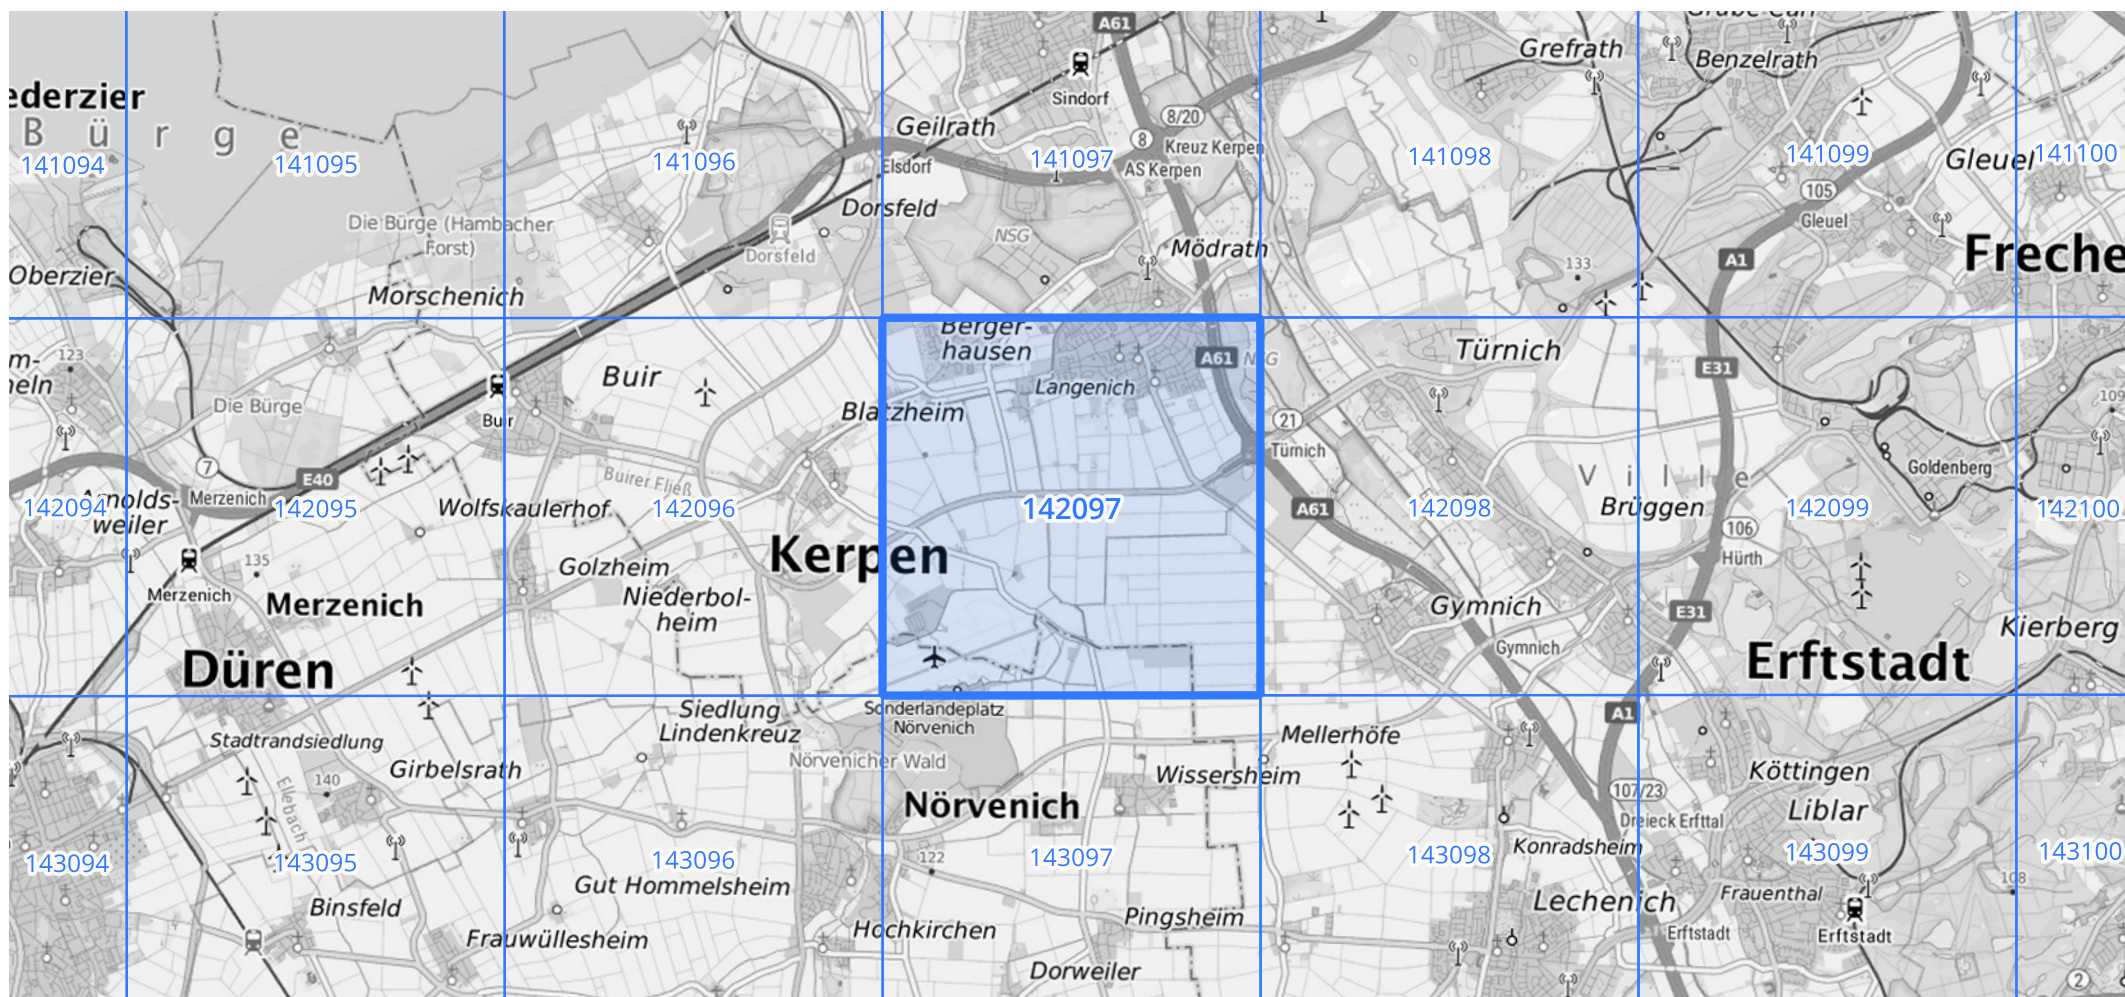 A61
Grube Carl
Grefrath
Benzelrath
Sindorf
ederzier
B ü r g e
Geilrath
8/20
8
Kreuz Kerpen
AS Kerpen
Elsdorf
141094
141095
141096
141097
141098
141099
Gleuel
141100
105
Gleuel
Dorsfeld
Die Bürge (Hambacher
Forst)
NSG
Mödrath
Dorsfeld
A1
Freche
Oberzier
Morschenich
133
Berger-
hausen
m-
neln
123
A61
NSG
Türnich
E31
Buir
Langenich
Die Bürge
Blatzheim
Buir
21
Türnich
109
7
Merzenich
E40
Buirer Fließ
Goldenberg
V i l l e
Arnolds-
weiler
142094
142095
Wolfskaulerhof
142096
142097
A61
142098
Brüggen
142099
142100
106
Hürth
Kerpen
135
Merzenich
Golzheim
Niederbol-
heim
Merzenich
Gymnich
E31
Kierberg
Düren
Gymnich
Erftstadt
Siedlung
Lindenkreuz
Sonderlandeplatz
Nörvenich
A1
Stadtrandsiedlung
Mellerhöfe
Nörvenicher Wald
Girbelsrath
140
Ellebach
Wissersheim
Köttingen
107/23
Nörvenich
Liblar
Dreieck Erfttal
Konradsheim
143094
143095
143096
122
143097
143098
143099
143100
Gut Hommelsheim
Frauenthal
108
Binsfeld
Lechenich
Pingsheim
Frauwüllesheim
Hochkirchen
Erftstadt
Erftstadt
Dorweiler
2